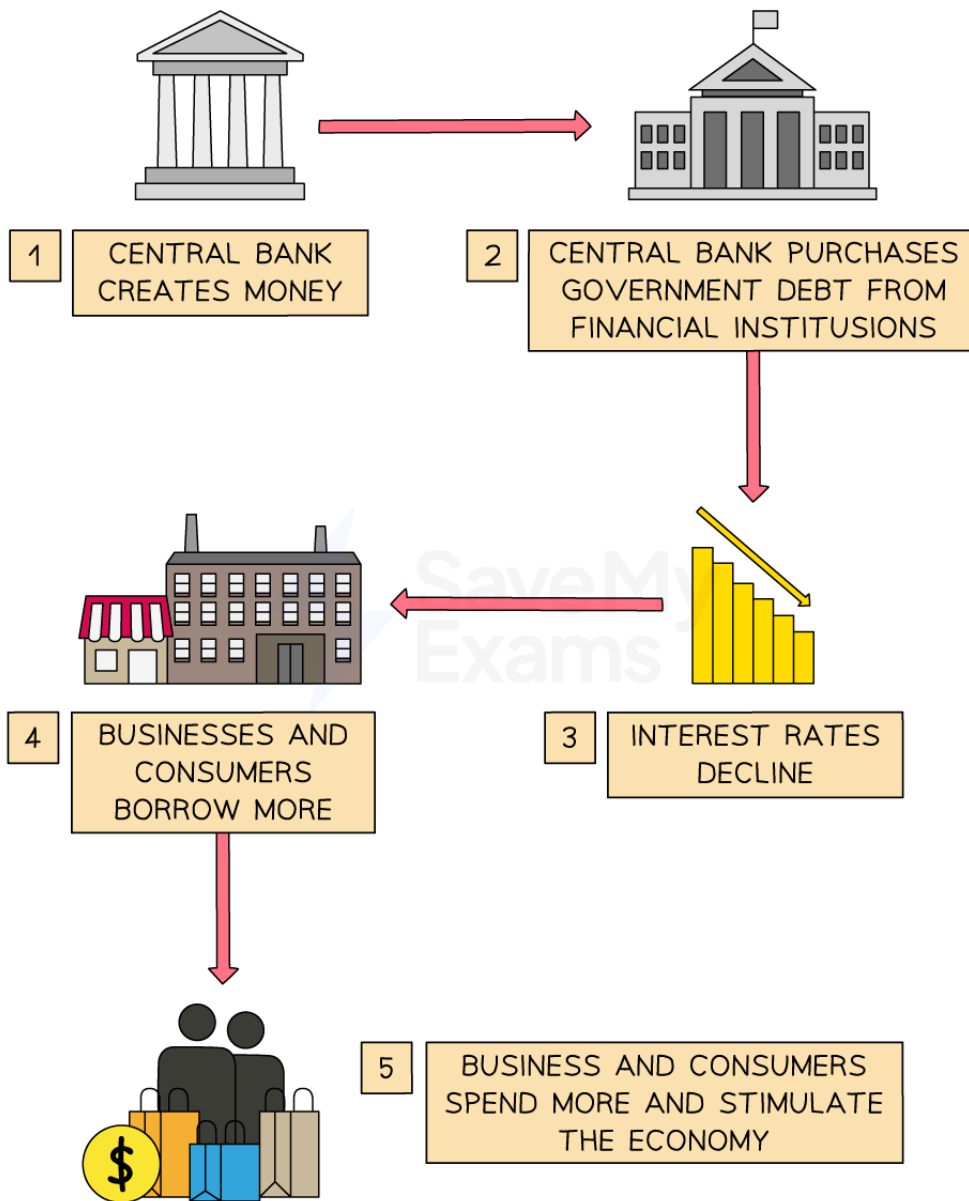 1
CENTRAL BANK
CREATES MONEY
2
CENTRAL BANK PURCHASES
GOVERNMENT DEBT FROM
FINANCIAL INSTITUSIONS
SaveMy
Exams
3
INTEREST RATES
DECLINE
4
BUSINESSES AND
CONSUMERS
BORROW MORE
$
5
BUSINESS AND CONSUMERS
SPEND MORE AND STIMULATE
THE ECONOMY